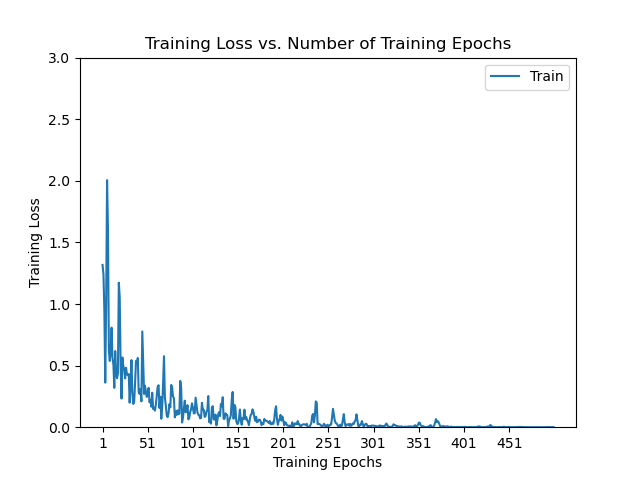 Training Loss vs. Number of Training Epochs
3.0
Train
2.5
2.0
1.5
1.0
0.5
0.0
Training Loss
1 51 101 151 201 251 301 351 401 451
Training Epochs